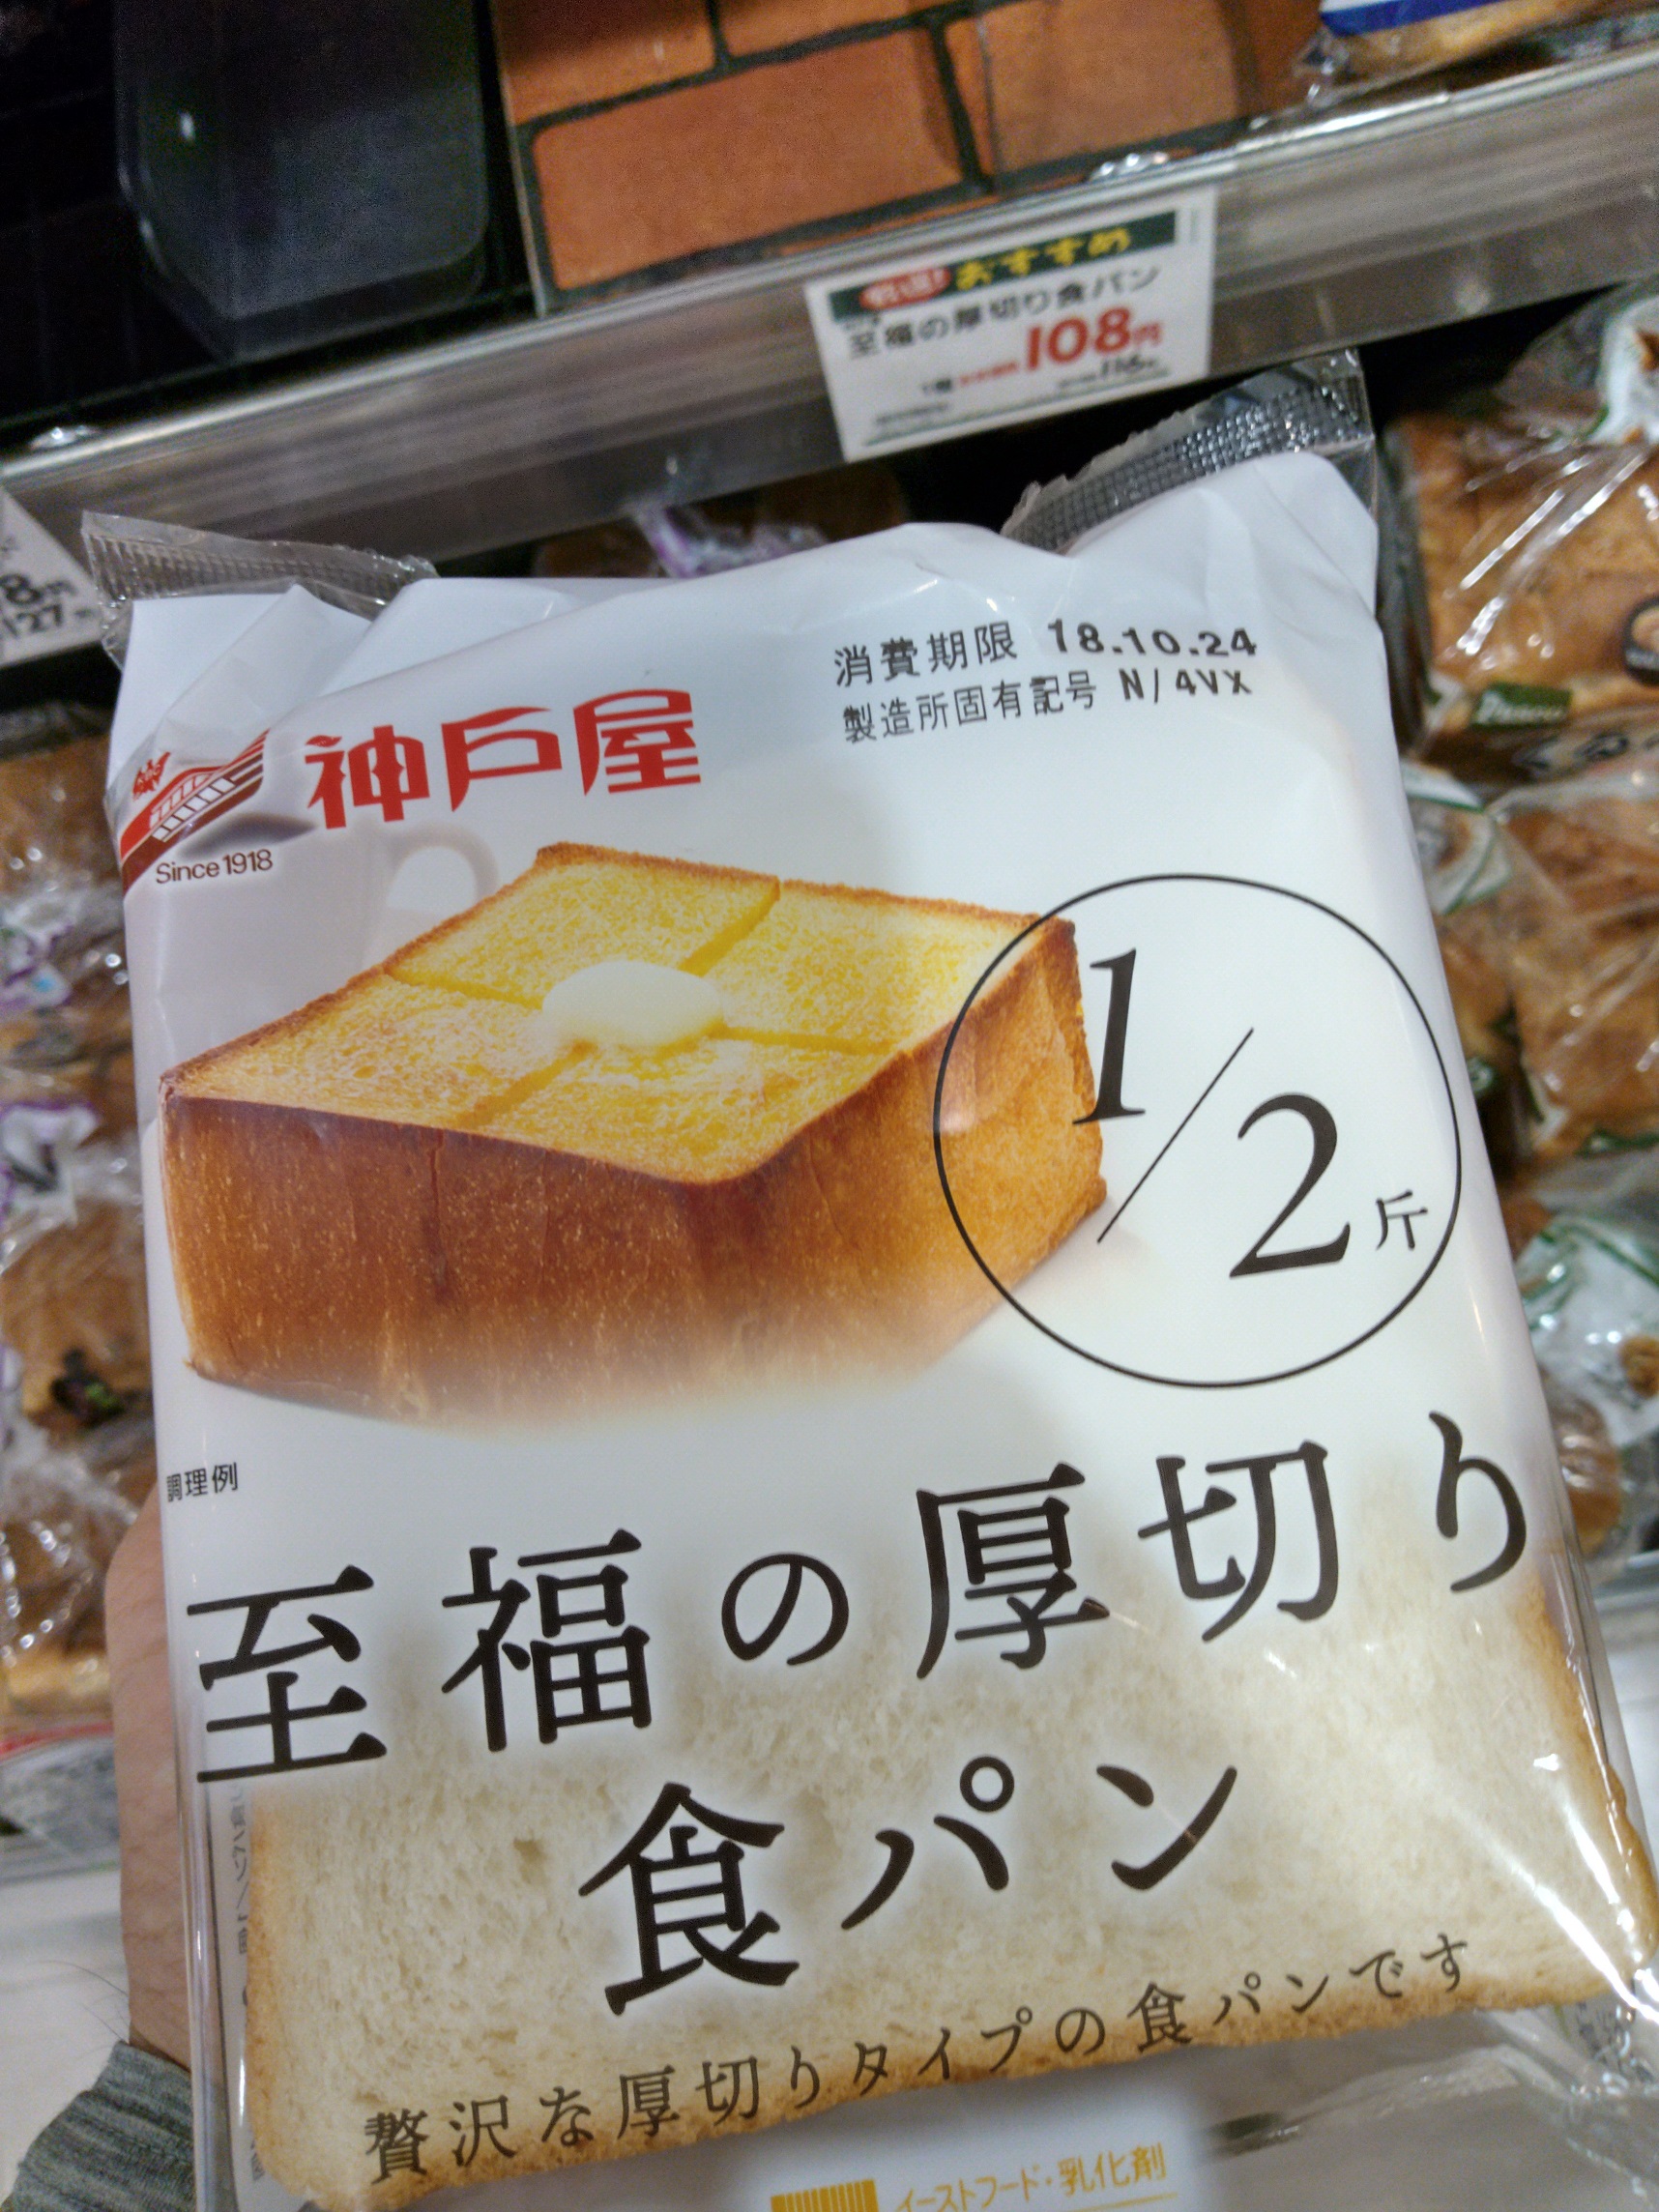 おすすめ
至福の厚切り食パン
108円
116
8円
127
消費期限 18.10.24
製造所固有記号 N/4VX
神戸屋
Since 1918
1/2斤
調理例
至福の厚切り
食パン
贅沢な厚切りタイプの食パンです
イーストフード・乳化剤